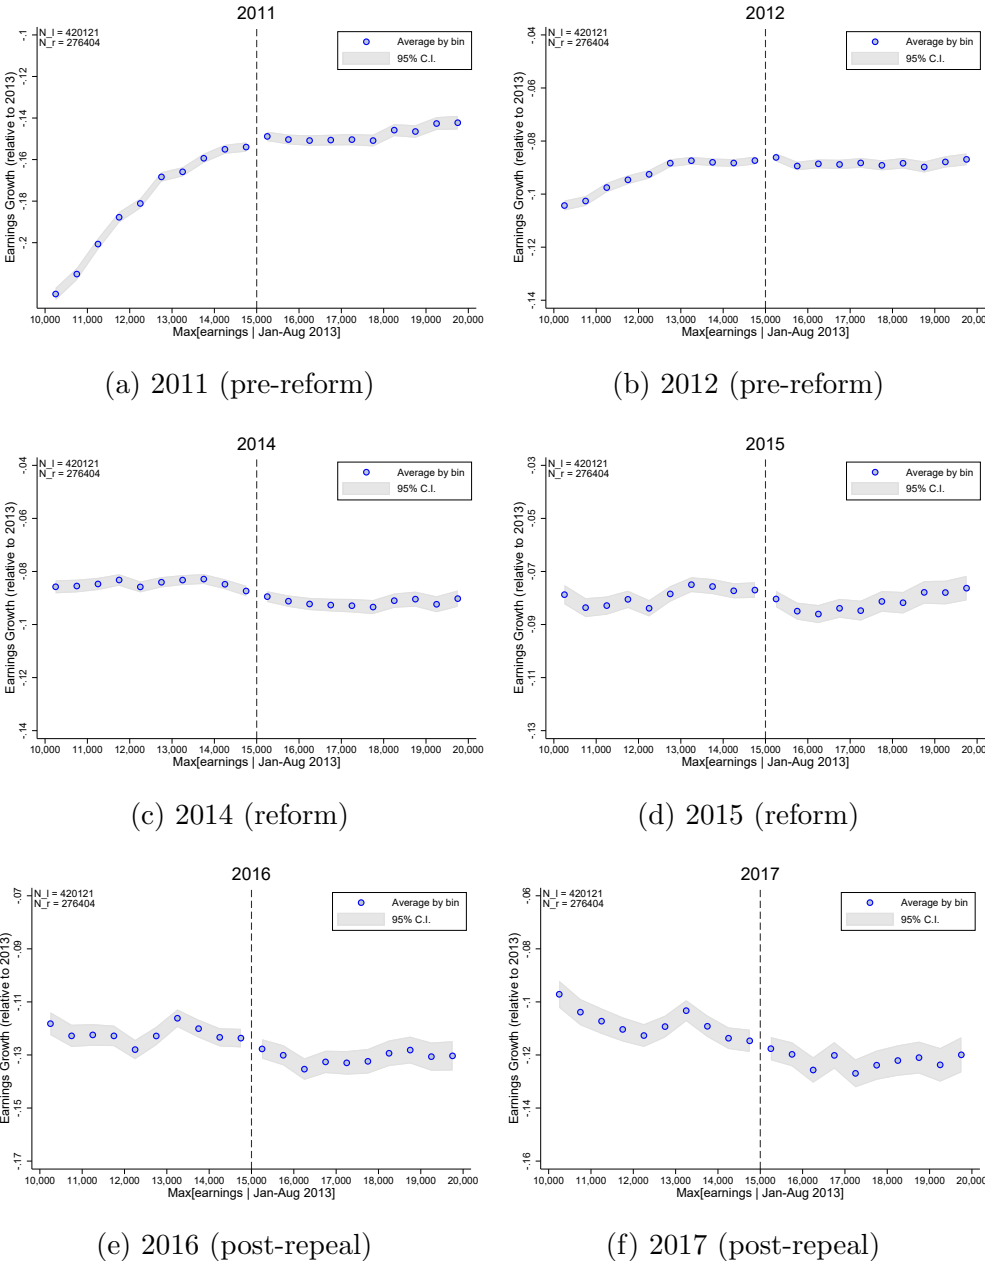 2011
N_l = 420121
N_r = 276404
Average by bin
95% C.I.
Earnings Growth (relative to 2013)
-.1
-.12
-.14
-.16
-.18
-.2
10,000 11,000 12,000 13,000 14,000 15,000 16,000 17,000 18,000 19,000 20,000
Max[earnings | Jan-Aug 2013]
(a) 2011 (pre-reform)
2012
N_l = 420121
N_r = 276404
Average by bin
95% C.I.
Earnings Growth (relative to 2013)
-.04
-.06
-.08
-.1
-.12
-.14
10,000 11,000 12,000 13,000 14,000 15,000 16,000 17,000 18,000 19,000 20,000
Max[earnings | Jan-Aug 2013]
(b) 2012 (pre-reform)
2014
N_l = 420121
N_r = 276404
Average by bin
95% C.I.
Earnings Growth (relative to 2013)
-.04
-.06
-.08
-.1
-.12
-.14
10,000 11,000 12,000 13,000 14,000 15,000 16,000 17,000 18,000 19,000 20,000
Max[earnings | Jan-Aug 2013]
(c) 2014 (reform)
2015
N_l = 420121
N_r = 276404
Average by bin
95% C.I.
Earnings Growth (relative to 2013)
-.03
-.05
-.07
-.09
-.11
-.13
10,000 11,000 12,000 13,000 14,000 15,000 16,000 17,000 18,000 19,000 20,000
Max[earnings | Jan-Aug 2013]
(d) 2015 (reform)
2016
N_l = 420121
N_r = 276404
Average by bin
95% C.I.
Earnings Growth (relative to 2013)
-.07
-.09
-.11
-.13
-.15
-.17
10,000 11,000 12,000 13,000 14,000 15,000 16,000 17,000 18,000 19,000 20,000
Max[earnings | Jan-Aug 2013]
(e) 2016 (post-repeal)
2017
N_l = 420121
N_r = 276404
Average by bin
95% C.I.
Earnings Growth (relative to 2013)
-.06
-.08
-.1
-.12
-.14
-.16
10,000 11,000 12,000 13,000 14,000 15,000 16,000 17,000 18,000 19,000 20,000
Max[earnings | Jan-Aug 2013]
(f) 2017 (post-repeal)